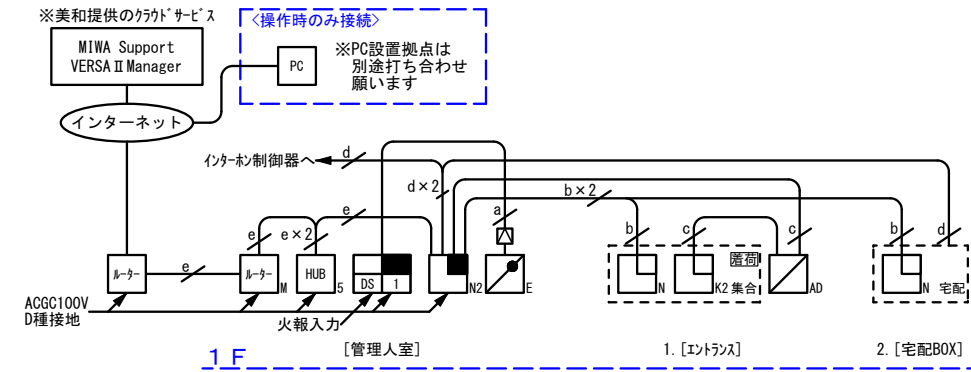 ※美和提供のｸﾗｳﾄﾞｻｰﾋﾞｽ
MIWA Support
VERSAⅡManager
<操作時のみ接続>
PC
※PC設置拠点は
別途打ち合わせ
願います
インターネット
ｲﾝﾀｰﾎﾝ制御器へ
d
d×2
b×2
a
e
e×2
e
b
c
c
b
d
ﾙｰﾀｰ
e
ﾙｰﾀｰ
M
HUB
5
DS
1
N2
E
N
蓄荷
K2
集合
AD
N
宅配
ACGC100V
D種接地
火報入力
1F
[管理人室]
1.[ｴﾝﾄﾗﾝｽ]
2.[宅配BOX]